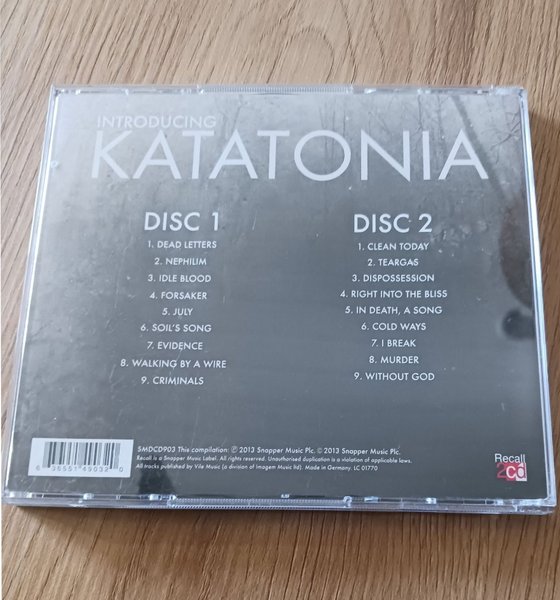 INTRODUCING
KATATONIA
DISC 1
1. DEAD LETTERS
2. NEPHILIM
3. IDLE BLOOD
4. FORSAKER
5. JULY
6. SOIL'S SONG
7. EVIDENCE
8. WALKING BY A WIRE
9. CRIMINALS
DISC 2
1. CLEAN TODAY
2. TEARGAS
3. DISPOSSESSION
4. RIGHT INTO THE BLISS
5. IN DEATH, A SONG
6. COLD WAYS
7. I BREAK
8. MURDER
9. WITHOUT GOD
6 36551 49032 0
SMDCD903 This compilation: ℗ 2013 Snapper Music Plc. © 2013 Snapper Music Plc.
Recall is a Snapper Music Label. All rights reserved. Unauthorised duplication is a violation of applicable laws.
All tracks published by Vile Music (a division of Imagem Music ltd). Made in Germany. LC 01770
Recall
2cd